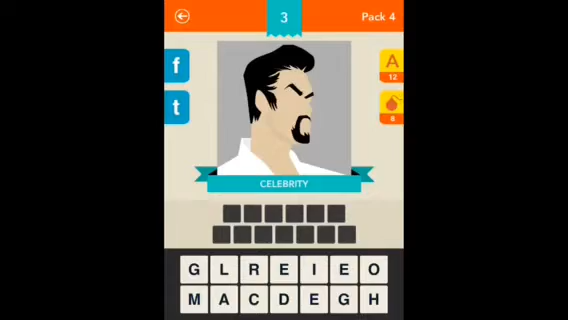 3
Pack 4
f
A
12
t
8
CELEBRITY
G L R E I E O
M A C D E G H